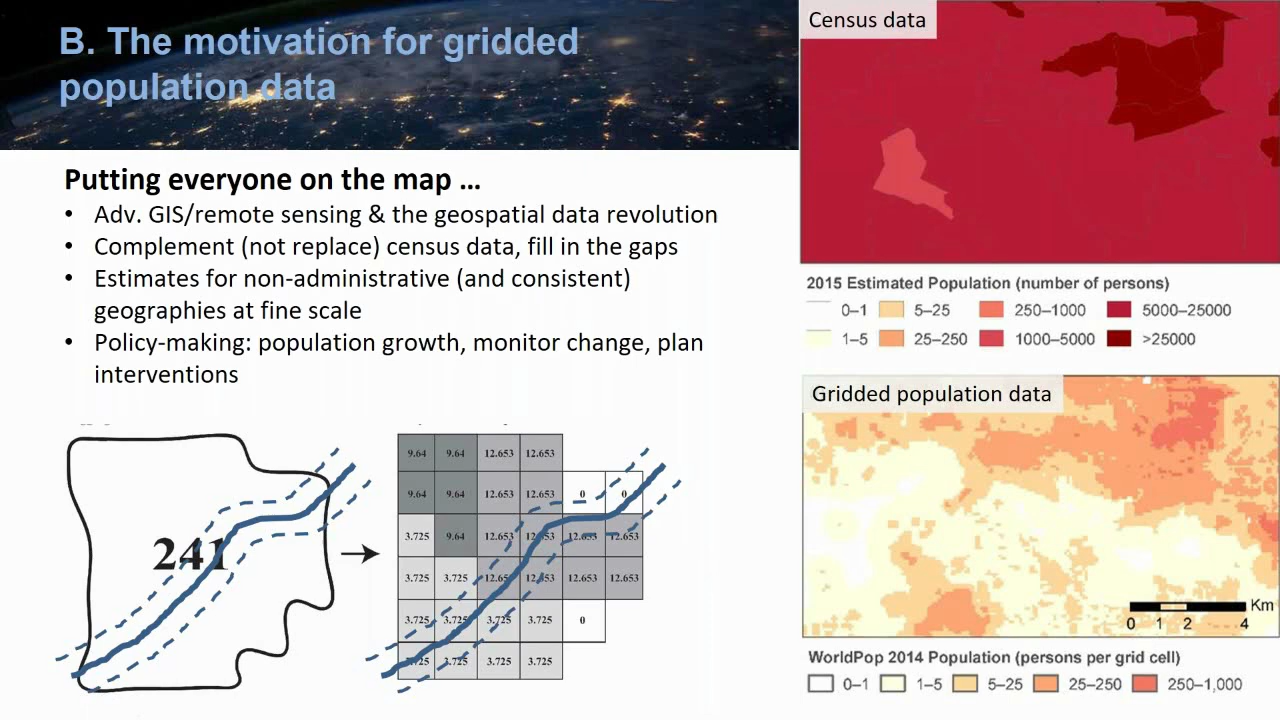 B. The motivation for gridded
population data
Putting everyone on the map …
• Adv. GIS/remote sensing & the geospatial data revolution
• Complement (not replace) census data, fill in the gaps
• Estimates for non-administrative (and consistent)
geographies at fine scale
• Policy-making: population growth, monitor change, plan
interventions
241
9.64 9.64 12.653 12.653
9.64 9.64 12.653 12.653 0 0
3.725 9.64 12.653 12.653 12.653 12.653
3.725 3.725 12.653 12.653 12.653 12.653
3.725 3.725 3.725 3.725 0
3.725 3.725 3.725 3.725
Census data
2015 Estimated Population (number of persons)
0–1 5–25 250–1000 5000–25000
1–5 25–250 1000–5000 >25000
Gridded population data
Km
0 1 2 4
WorldPop 2014 Population (persons per grid cell)
0–1 1–5 5–25 25–250 250–1,000